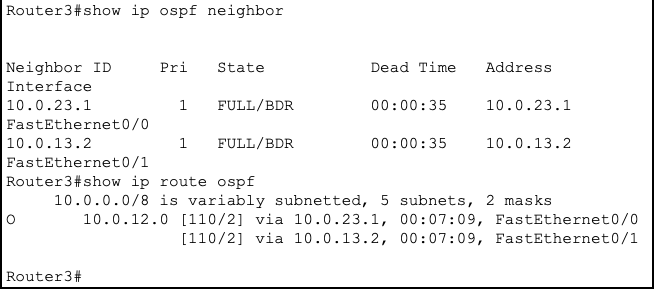 Router3#show ip ospf neighbor
Neighbor ID     Pri   State           Dead Time   Address
Interface
10.0.23.1         1   FULL/BDR        00:00:35    10.0.23.1
FastEthernet0/0
10.0.13.2         1   FULL/BDR        00:00:35    10.0.13.2
FastEthernet0/1
Router3#show ip route ospf
     10.0.0.0/8 is variably subnetted, 5 subnets, 2 masks
O       10.0.12.0 [110/2] via 10.0.23.1, 00:07:09, FastEthernet0/0
                  [110/2] via 10.0.13.2, 00:07:09, FastEthernet0/1
Router3#